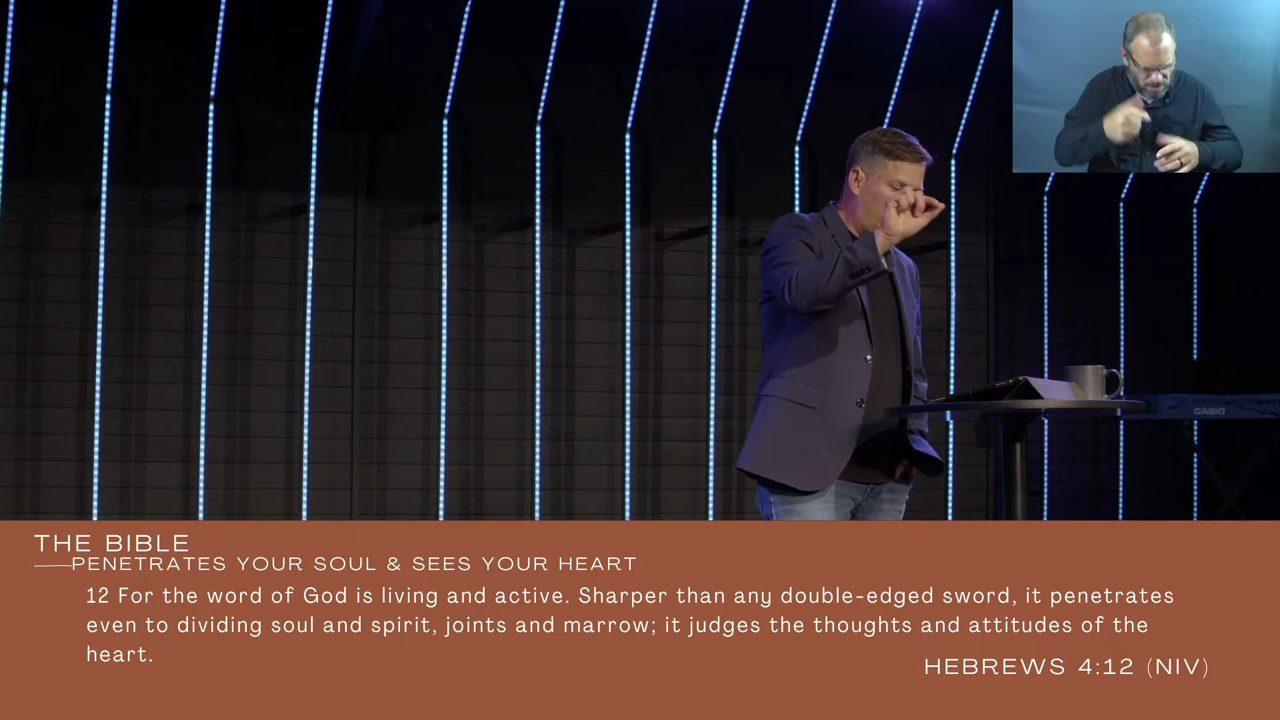 CASIO
THE BIBLE
PENETRATES YOUR SOUL & SEES YOUR HEART
12 For the word of God is living and active. Sharper than any double-edged sword, it penetrates
even to dividing soul and spirit, joints and marrow; it judges the thoughts and attitudes of the
heart.
HEBREWS 4:12 (NIV)